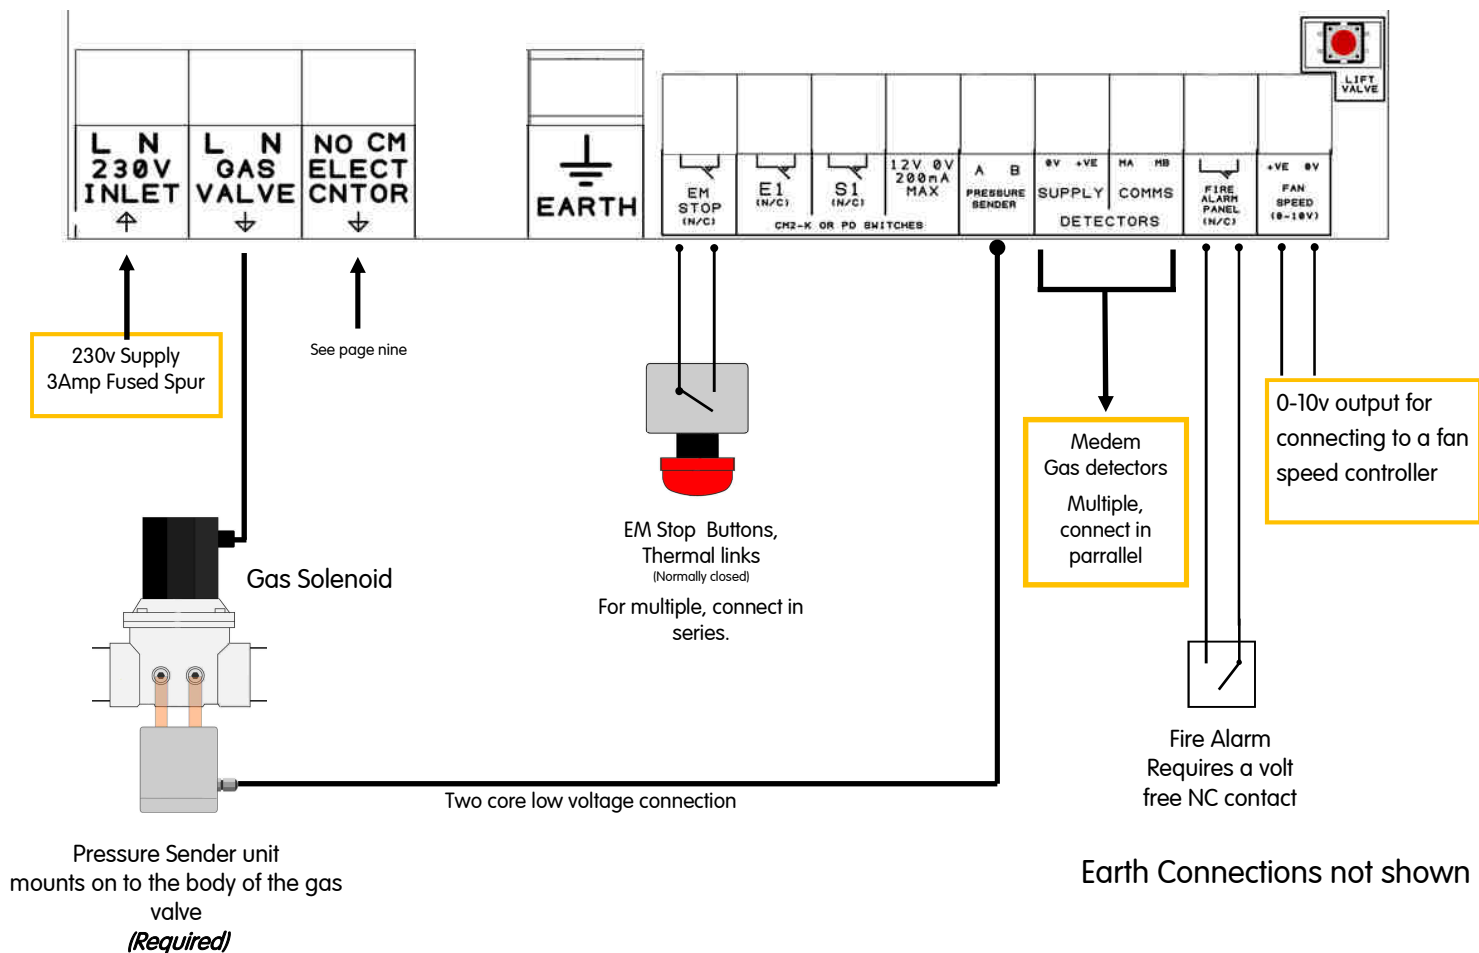 LIFT
VALVE
L N
230V
INLET
L N
GAS
VALVE
NO CM
ELECT
CNTOR
EARTH
EM
STOP
(N/C)
E1
(N/C)
S1
(N/C)
12V 0V
200mA
MAX
CM2-K OR PD SWITCHES
A B
PRESSURE
SENDER
0V +VE
SUPPLY
MA MB
COMMS
DETECTORS
FIRE
ALARM
PANEL
(N/C)
+VE 0V
FAN
SPEED
(0-10V)
230v Supply
3Amp Fused Spur
See page nine
Gas Solenoid
EM Stop Buttons,
Thermal links
(Normally closed)
For multiple, connect in
series.
Medem
Gas detectors
Multiple,
connect in
parrallel
0-10v output for
connecting to a fan
speed controller
Fire Alarm
Requires a volt
free NC contact
Two core low voltage connection
Pressure Sender unit
mounts on to the body of the gas
valve
(Required)
Earth Connections not shown